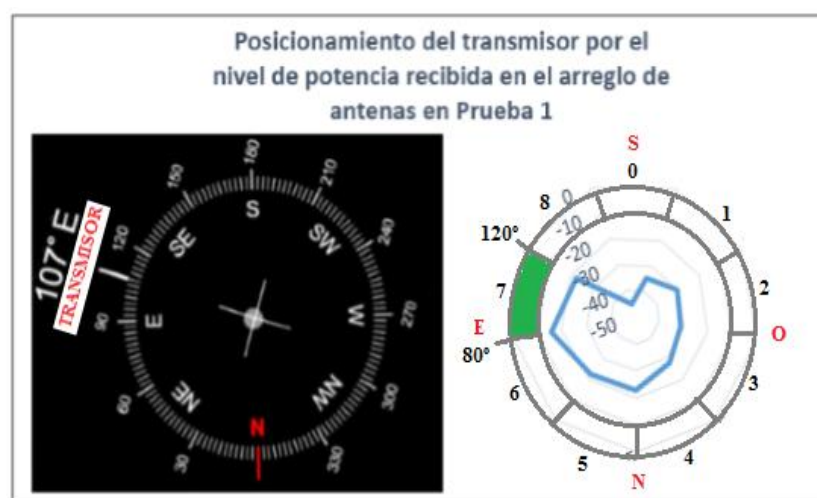 Posicionamiento del transmisor por el
nivel de potencia recibida en el arreglo de
antenas en Prueba 1
107° E
TRANSMISOR
180
210
240
270
300
330
30
60
90
120
150
S
SW
W
NW
N
NE
E
SE
S
0
1
2
O
3
4
N
5
6
80°
E
7
120°
8
0
-10
-20
-30
-40
-50